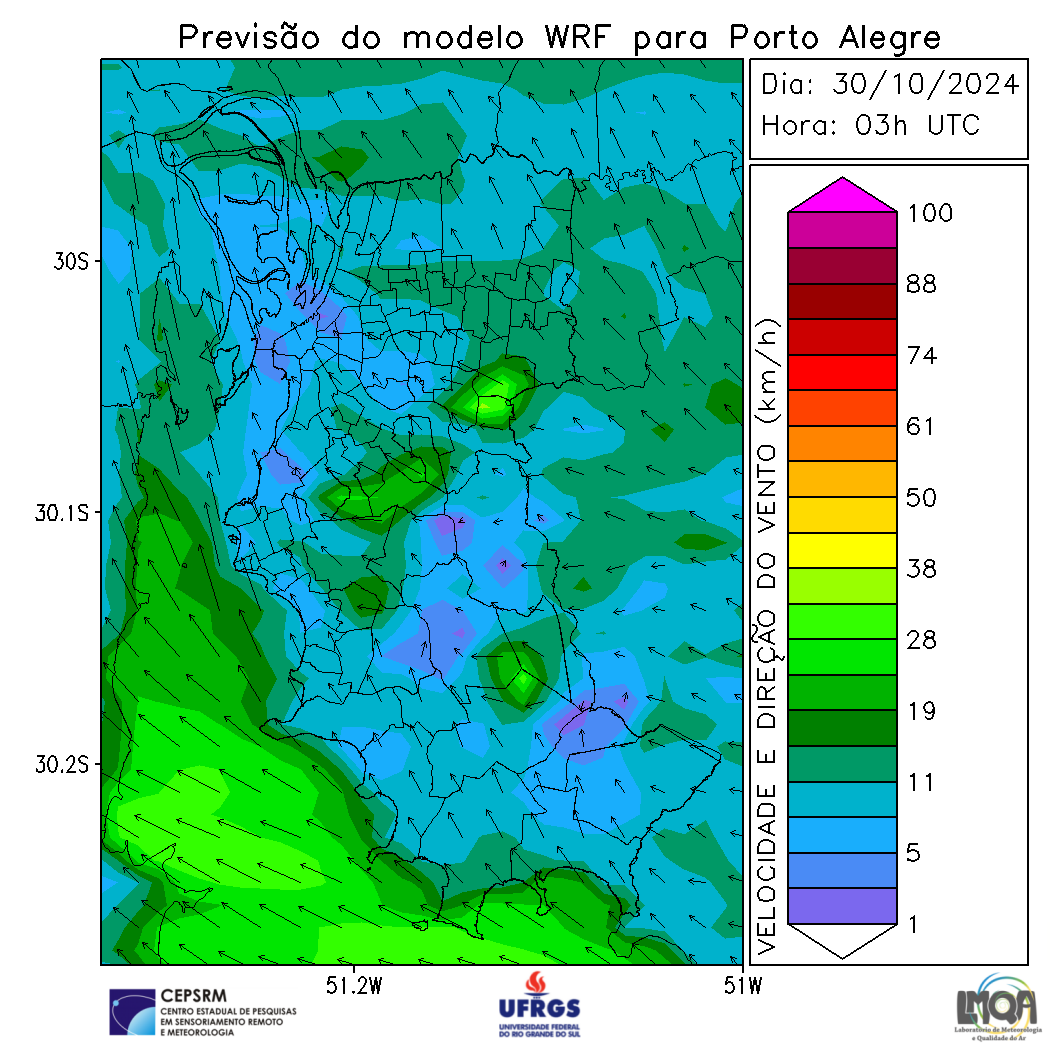 Previsão do modelo WRF para Porto Alegre
Dia: 30/10/2024
Hora: 03h UTC
30S
30.1S
30.2S
51.2W
51W
VELOCIDADE E DIREÇÃO DO VENTO (km/h)
100
88
74
61
50
38
28
19
11
5
1
CEPSRM
CENTRO ESTADUAL DE PESQUISAS
EM SENSORIAMENTO REMOTO
E METEOROLOGIA
UFRGS
UNIVERSIDADE FEDERAL
DO RIO GRANDE DO SUL
LMQA
Laboratório de Meteorologia
e Qualidade do Ar